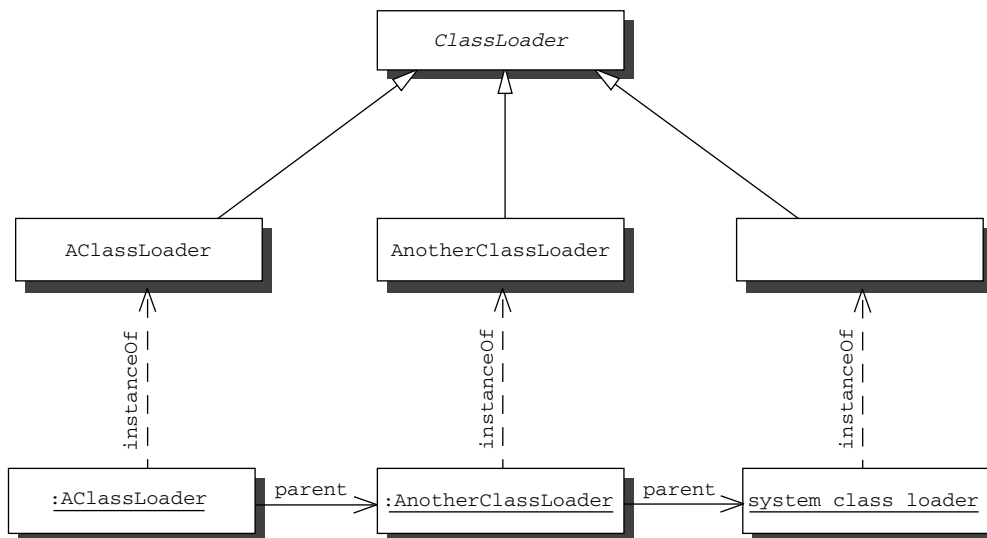 ClassLoader
AClassLoader
AnotherClassLoader
instanceOf
instanceOf
instanceOf
:AClassLoader
parent
:AnotherClassLoader
parent
system class loader